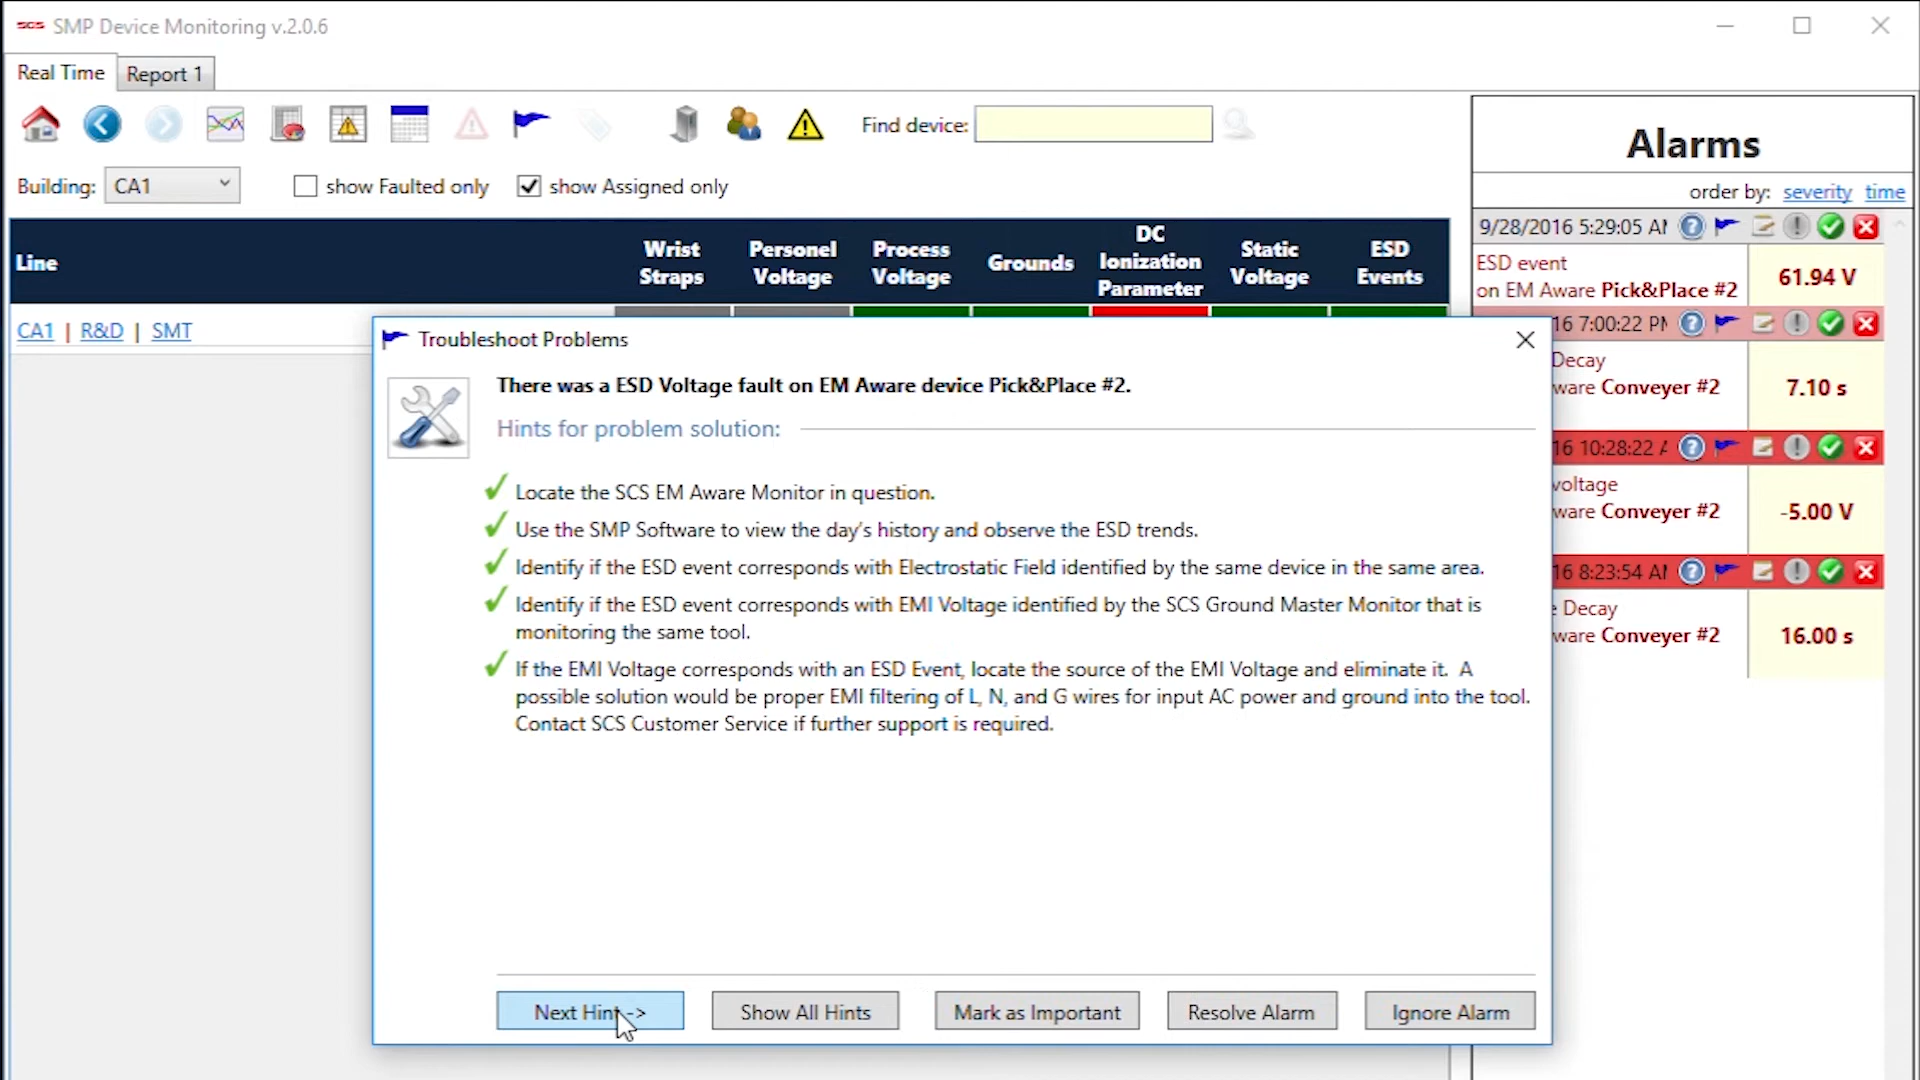 SCS SMP Device Monitoring v.2.0.6
Real Time Report 1
Find device:
Building: CA1 show Faulted only show Assigned only
Line
Wrist
Straps
Personel
Voltage
Process
Voltage
Grounds
DC
Ionization
Parameter
Static
Voltage
ESD
Events
CA1 | R&D | SMT
Troubleshoot Problems
There was a ESD Voltage fault on EM Aware device Pick&Place #2.
Hints for problem solution:
Locate the SCS EM Aware Monitor in question.
Use the SMP Software to view the day's history and observe the ESD trends.
Identify if the ESD event corresponds with Electrostatic Field identified by the same device in the same area.
Identify if the ESD event corresponds with EMI Voltage identified by the SCS Ground Master Monitor that is
monitoring the same tool.
If the EMI Voltage corresponds with an ESD Event, locate the source of the EMI Voltage and eliminate it. A
possible solution would be proper EMI filtering of L, N, and G wires for input AC power and ground into the tool.
Contact SCS Customer Service if further support is required.
Next Hint -> Show All Hints Mark as Important Resolve Alarm Ignore Alarm
Alarms
order by: severity time
9/28/2016 5:29:05 AM
ESD event
on EM Aware Pick&Place #2
61.94 V
16 7:00:22 PM
Decay
ware Conveyer #2
7.10 s
16 10:28:22 A
voltage
ware Conveyer #2
-5.00 V
16 8:23:54 AM
e Decay
ware Conveyer #2
16.00 s